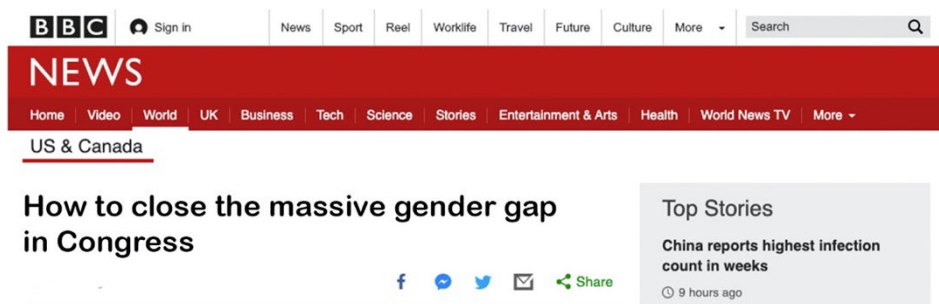 BBC Sign in News Sport Reel Worklife Travel Future Culture More Search
NEWS
Home Video World UK Business Tech Science Stories Entertainment & Arts Health World News TV More
US & Canada
How to close the massive gender gap
in Congress
Share
Top Stories
China reports highest infection
count in weeks
9 hours ago